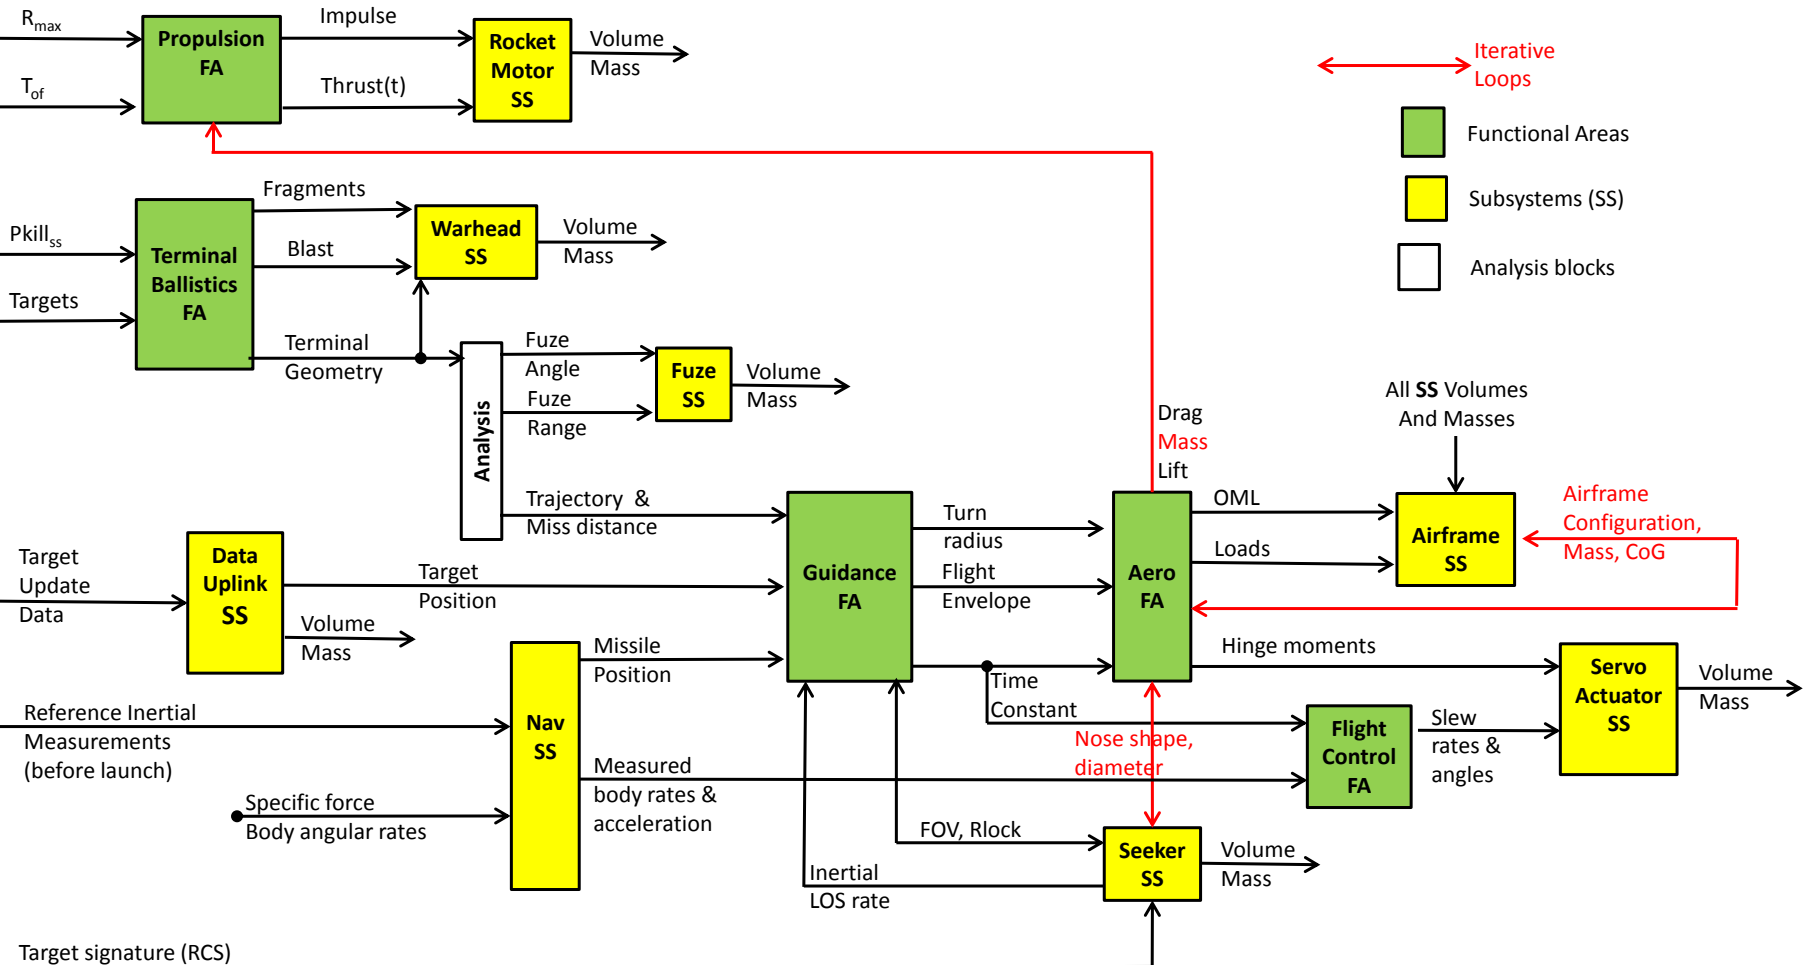 R_max
T_of
Propulsion
FA
Impulse
Thrust(t)
Rocket
Motor
SS
Volume
Mass
Iterative
Loops
Functional Areas
Subsystems (SS)
Analysis blocks
Pkill_ss
Targets
Terminal
Ballistics
FA
Fragments
Blast
Terminal
Geometry
Warhead
SS
Volume
Mass
Analysis
Fuze
Angle
Fuze
Range
Fuze
SS
Volume
Mass
Trajectory &
Miss distance
Drag
Mass
Lift
All SS Volumes
And Masses
Target
Update
Data
Data
Uplink
SS
Target
Position
Volume
Mass
Guidance
FA
Turn
radius
Flight
Envelope
Time
Constant
Aero
FA
OML
Loads
Airframe
SS
Airframe
Configuration,
Mass, CoG
Hinge moments
Servo
Actuator
SS
Volume
Mass
Missile
Position
Nav
SS
Reference Inertial
Measurements
(before launch)
Specific force
Body angular rates
Measured
body rates &
acceleration
Nose shape,
diameter
Flight
Control
FA
Slew
rates &
angles
FOV, Rlock
Inertial
LOS rate
Seeker
SS
Volume
Mass
Target signature (RCS)